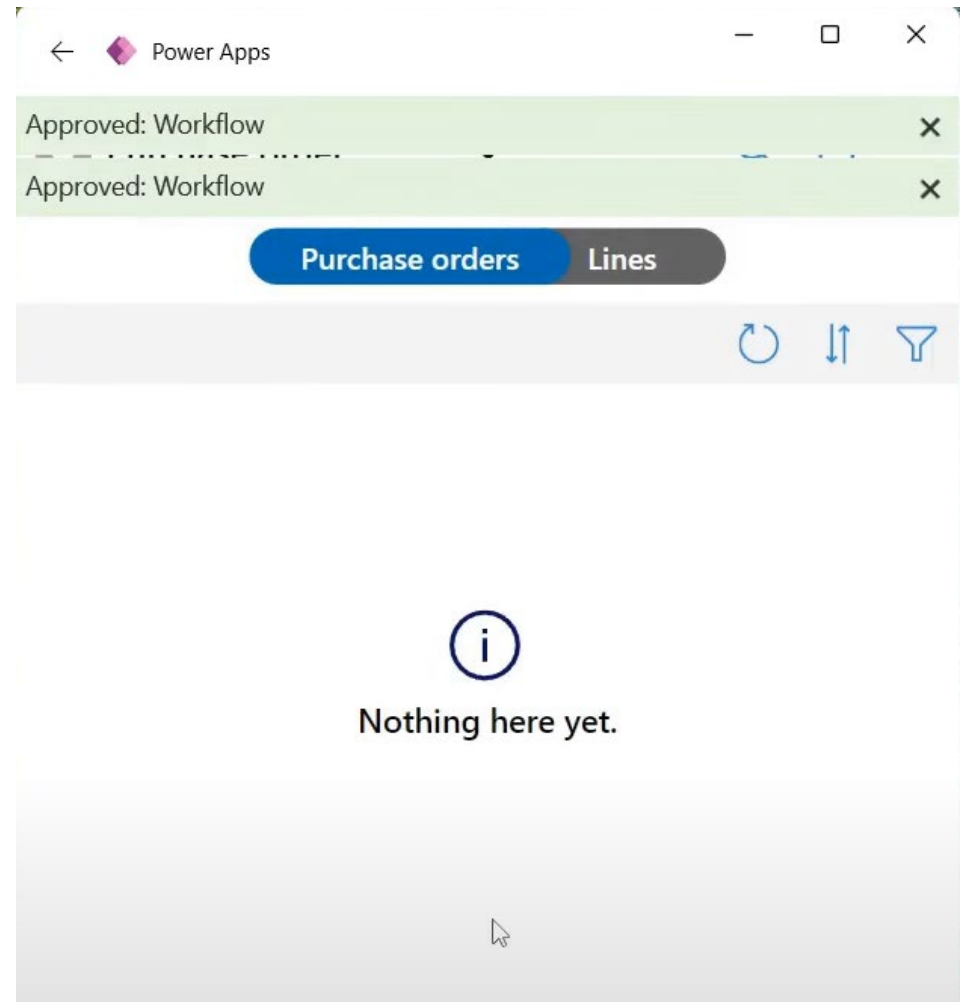 Power Apps
Approved: Workflow
Approved: Workflow
Purchase orders Lines
Nothing here yet.